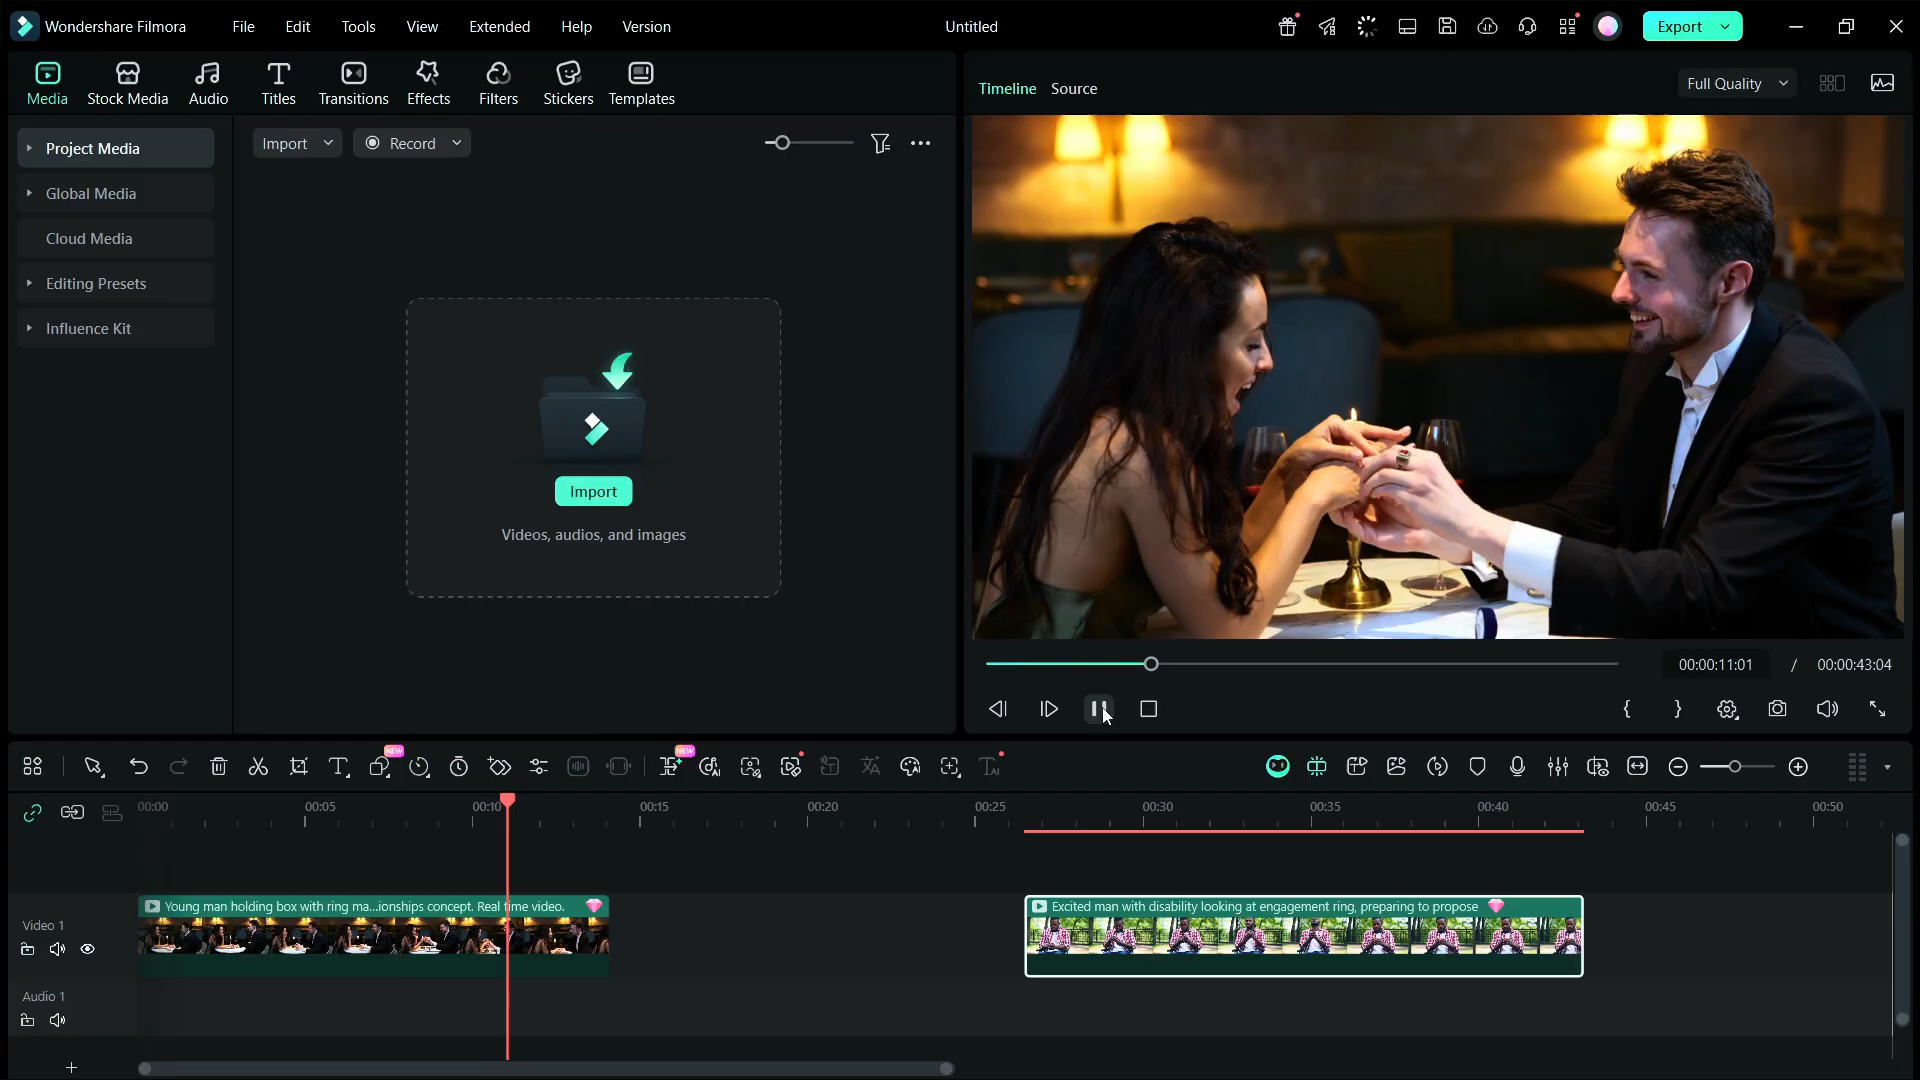 Wondershare Filmora File Edit Tools View Extended Help Version Untitled Export
Media Stock Media Audio Titles Transitions Effects Filters Stickers Templates
Timeline Source Full Quality
Project Media
Global Media
Cloud Media
Editing Presets
Influence Kit
Import Record
Import
Videos, audios, and images
00:00:11:01 / 00:00:43:04
NEW NEW
00:00 00:05 00:10 00:15 00:20 00:25 00:30 00:35 00:40 00:45 00:50
Video 1
Young man holding box with ring ma...ionships concept. Real time video.
Excited man with disability looking at engagement ring, preparing to propose
Audio 1